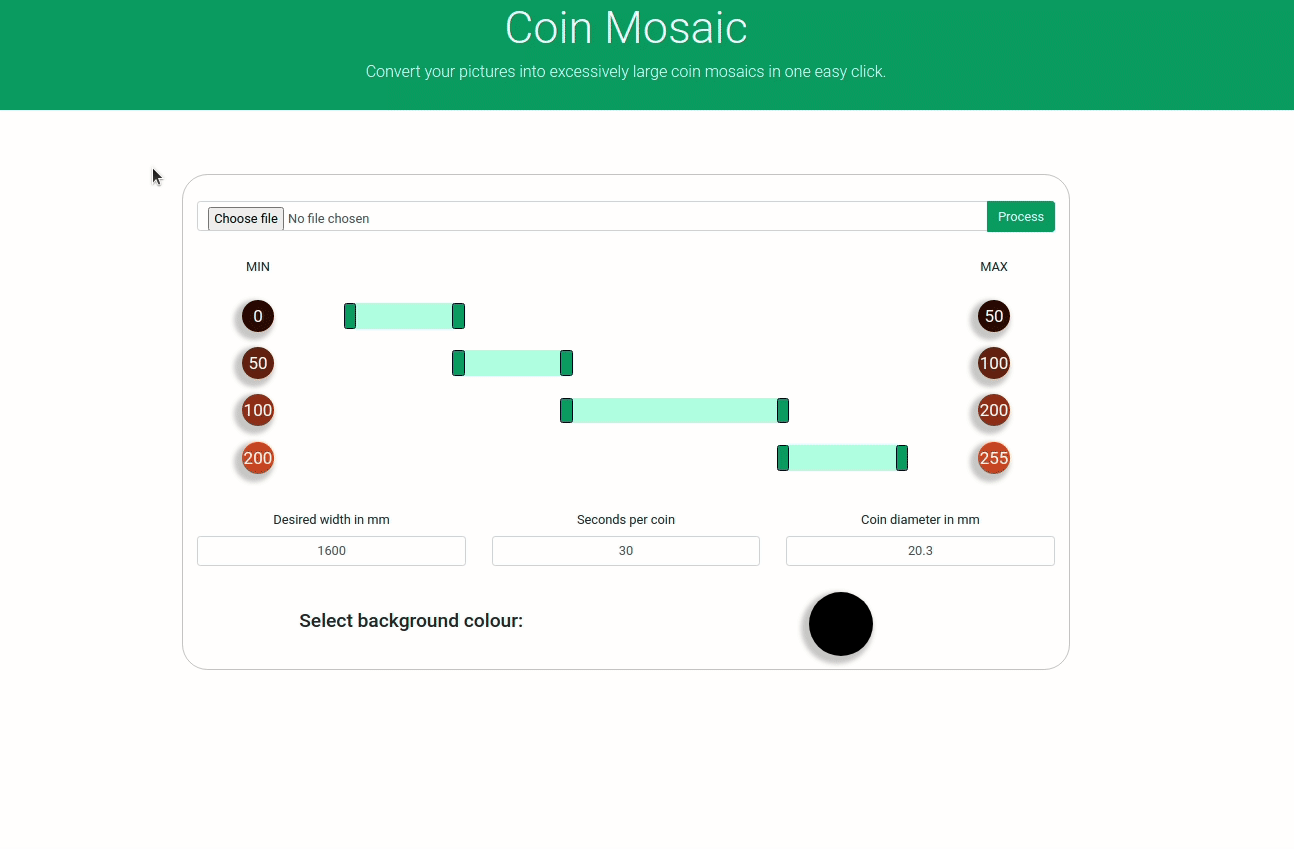 Coin Mosaic
Convert your pictures into excessively large coin mosaics in one easy click.
Choose file No file chosen Process
MIN MAX
0 50
50 100
100 200
200 255
Desired width in mm Seconds per coin Coin diameter in mm
1600 30 20.3
Select background colour: